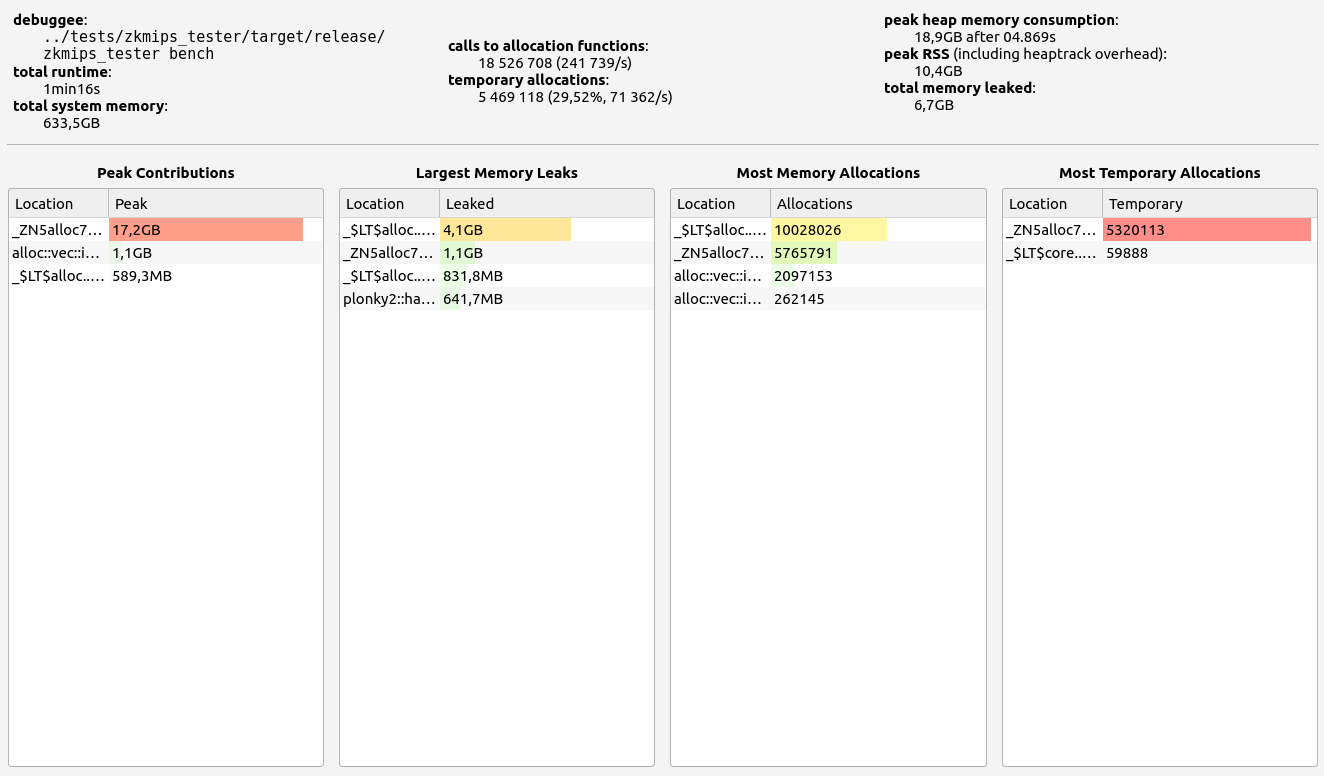 debuggee:
../tests/zkmips_tester/target/release/
zkmips_tester bench
total runtime:
1min16s
total system memory:
633,5GB
calls to allocation functions:
18 526 708 (241 739/s)
temporary allocations:
5 469 118 (29,52%, 71 362/s)
peak heap memory consumption:
18,9GB after 04.869s
peak RSS (including heaptrack overhead):
10,4GB
total memory leaked:
6,7GB
Peak Contributions
Location Peak
_ZN5alloc7... 17,2GB
alloc::vec::i... 1,1GB
_$LT$alloc..... 589,3MB
Largest Memory Leaks
Location Leaked
_$LT$alloc..... 4,1GB
_ZN5alloc7... 1,1GB
_$LT$alloc..... 831,8MB
plonky2::ha... 641,7MB
Most Memory Allocations
Location Allocations
_$LT$alloc..... 10028026
_ZN5alloc7... 5765791
alloc::vec::i... 2097153
alloc::vec::i... 262145
Most Temporary Allocations
Location Temporary
_ZN5alloc7... 5320113
_$LT$core..... 59888